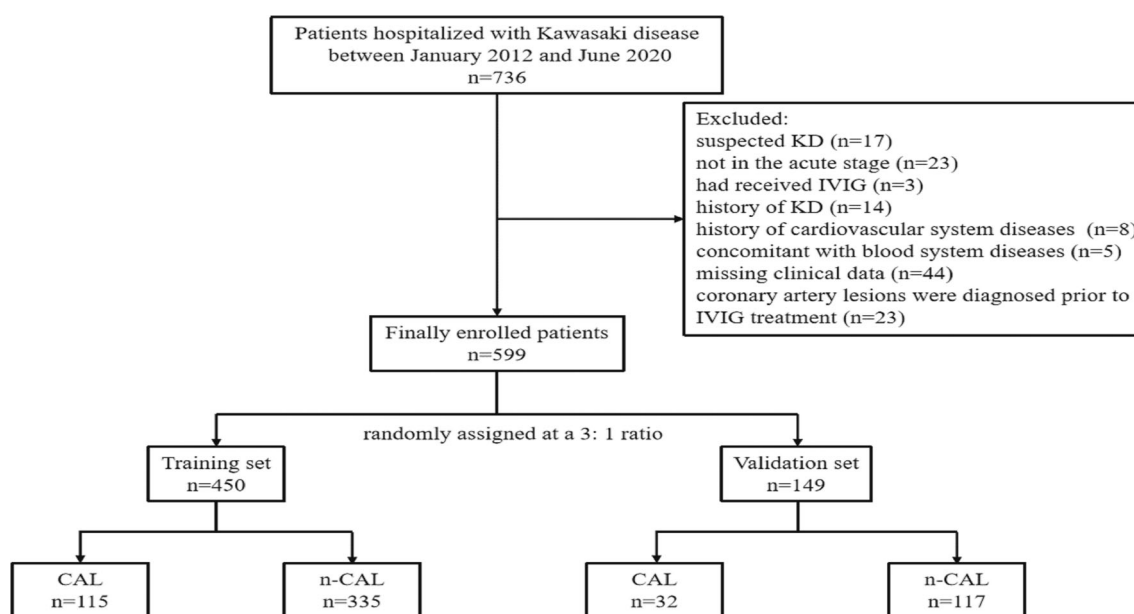 Patients hospitalized with Kawasaki disease
between January 2012 and June 2020
n=736
Excluded:
suspected KD (n=17)
not in the acute stage (n=23)
had received IVIG (n=3)
history of KD (n=14)
history of cardiovascular system diseases (n=8)
concomitant with blood system diseases (n=5)
missing clinical data (n=44)
coronary artery lesions were diagnosed prior to
IVIG treatment (n=23)
Finally enrolled patients
n=599
randomly assigned at a 3: 1 ratio
Training set
n=450
Validation set
n=149
CAL
n=115
n-CAL
n=335
CAL
n=32
n-CAL
n=117